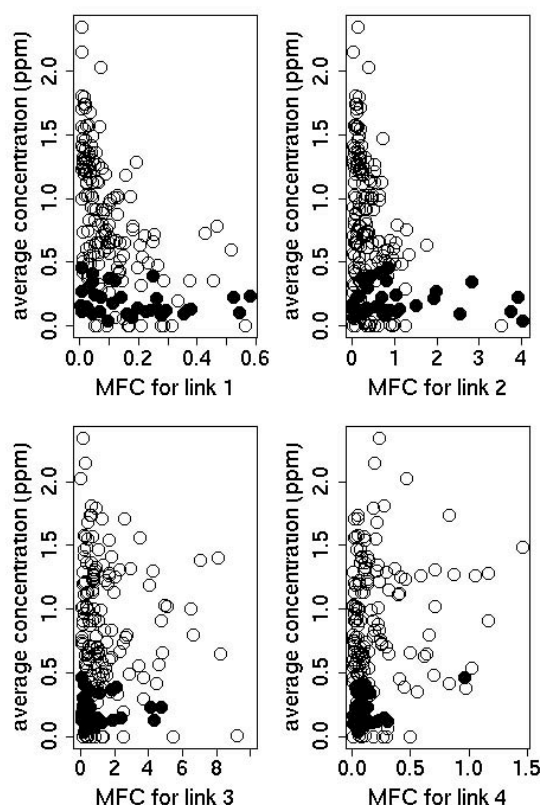 average concentration (ppm)
0.0 0.5 1.0 1.5 2.0
0.0 0.2 0.4 0.6
MFC for link 1
average concentration (ppm)
0.0 0.5 1.0 1.5 2.0
0 1 2 3 4
MFC for link 2
average concentration (ppm)
0.0 0.5 1.0 1.5 2.0
0 2 4 6 8
MFC for link 3
average concentration (ppm)
0.0 0.5 1.0 1.5 2.0
0.0 0.5 1.0 1.5
MFC for link 4